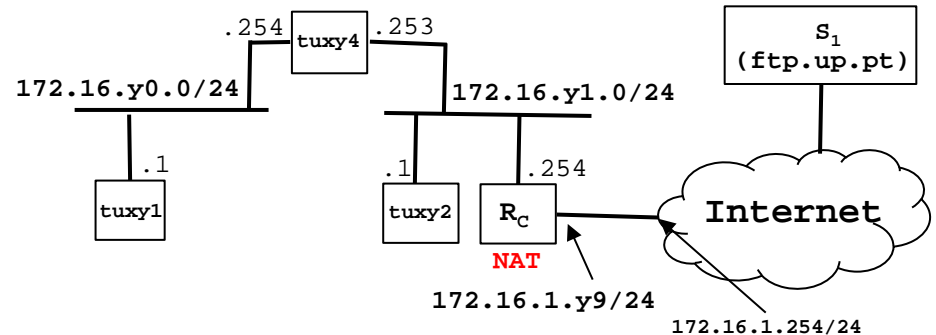 .254
tuxy4
.253
S1
(ftp.up.pt)
172.16.y0.0/24
172.16.y1.0/24
.1
.1
.254
tuxy1
tuxy2
RC
Internet
NAT
172.16.1.y9/24
172.16.1.254/24